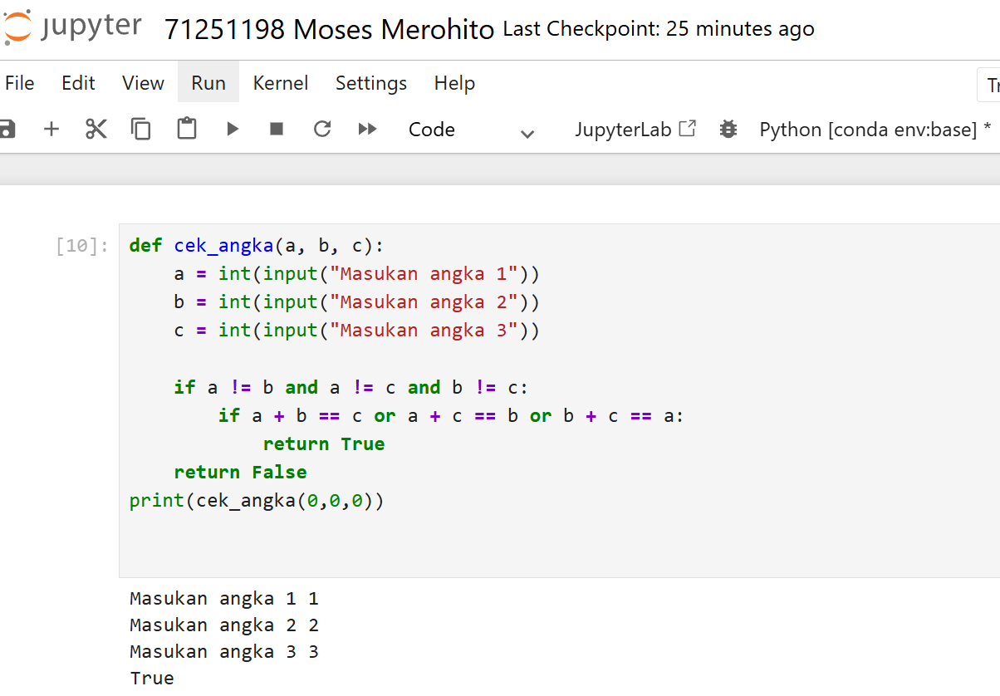 jupyter 71251198 Moses Merohito Last Checkpoint: 25 minutes ago
File Edit View Run Kernel Settings Help
Code JupyterLab Python [conda env:base] *
[10]: def cek_angka(a, b, c):
    a = int(input("Masukan angka 1"))
    b = int(input("Masukan angka 2"))
    c = int(input("Masukan angka 3"))
    if a != b and a != c and b != c:
        if a + b == c or a + c == b or b + c == a:
            return True
    return False
print(cek_angka(0,0,0))
Masukan angka 1 1
Masukan angka 2 2
Masukan angka 3 3
True